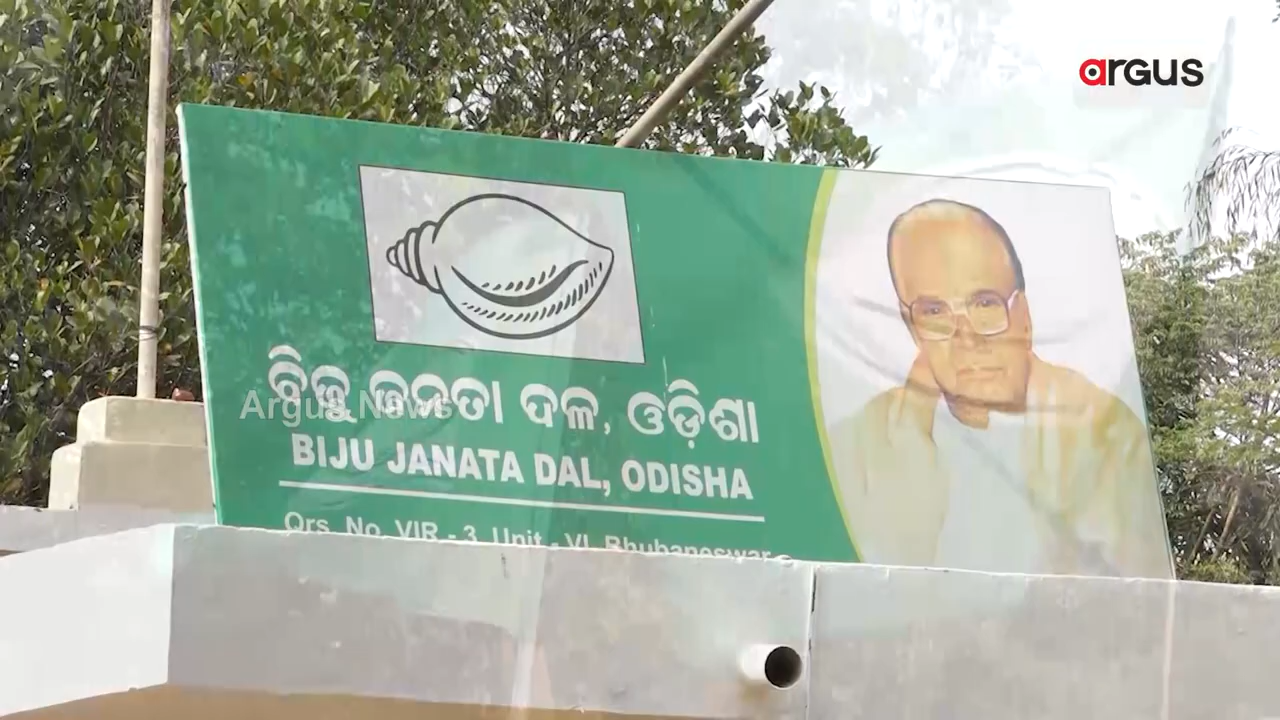 argus
ବିଜୁ ଜନତା ଦଳ, ଓଡ଼ିଶା
Argus News
BIJU JANATA DAL, ODISHA
Qrs. No. VIR - 3, Unit - VI, Bhubaneswar